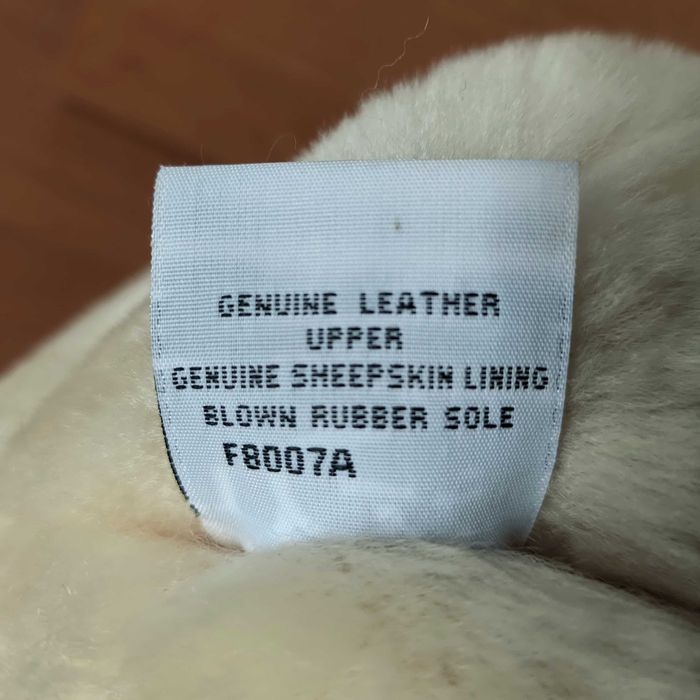 GENUINE LEATHER
UPPER
GENUINE SHEEPSKIN LINING
BLOWN RUBBER SOLE
F8007A